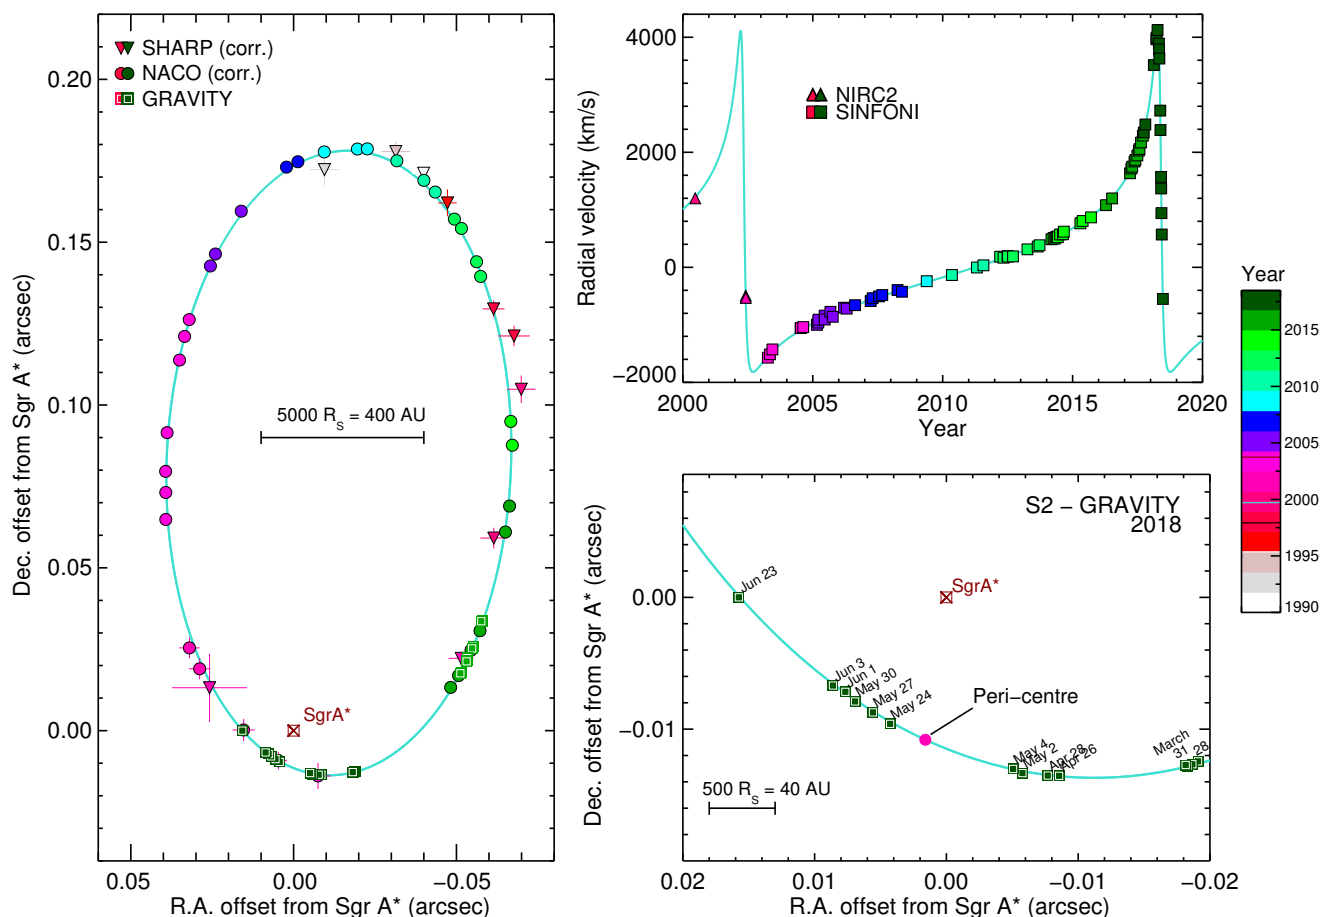 SHARP (corr.)
NACO (corr.)
GRAVITY
0.20
0.15
0.10
0.05
0.00
5000 R_S = 400 AU
SgrA*
0.05
0.00
−0.05
R.A. offset from Sgr A* (arcsec)
Dec. offset from Sgr A* (arcsec)
4000
2000
0
−2000
NIRC2
SINFONI
2000
2005
2010
2015
2020
Year
Radial velocity (km/s)
Year
2015
2010
2005
2000
1995
1990
S2 − GRAVITY
2018
0.00
−0.01
SgrA*
Jun 23
Jun 3
Jun 1
May 30
May 27
May 24
Peri−centre
May 4
May 2
Apr 28
Apr 26
March
31
28
500 R_S = 40 AU
0.02
0.01
0.00
−0.01
−0.02
R.A. offset from Sgr A* (arcsec)
Dec. offset from Sgr A* (arcsec)